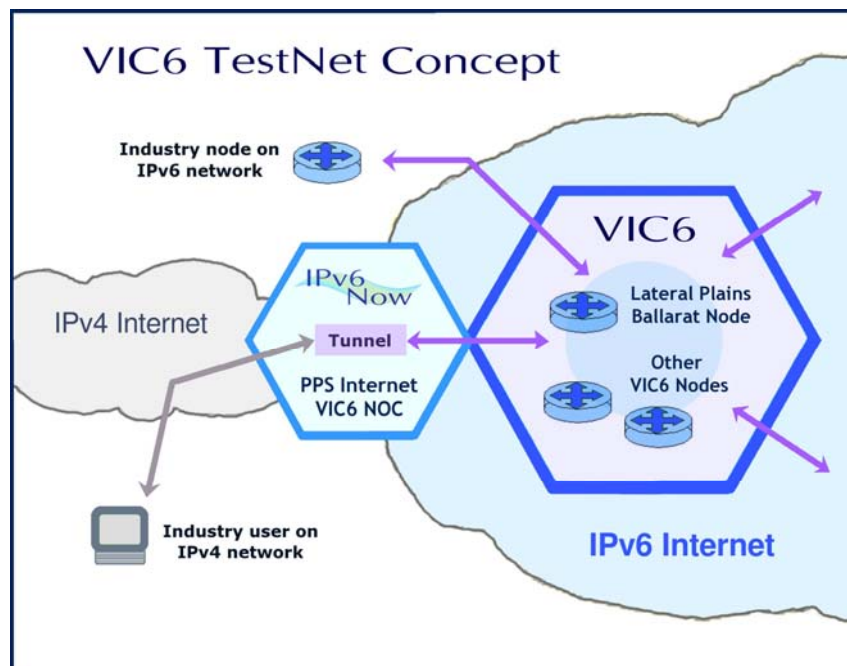 VIC6 TestNet Concept
Industry node on
IPv6 network
VIC6
IPv6
Now
Lateral Plains
Ballarat Node
IPv4 Internet
Tunnel
Other
VIC6 Nodes
PPS Internet
VIC6 NOC
Industry user on
IPv4 network
IPv6 Internet